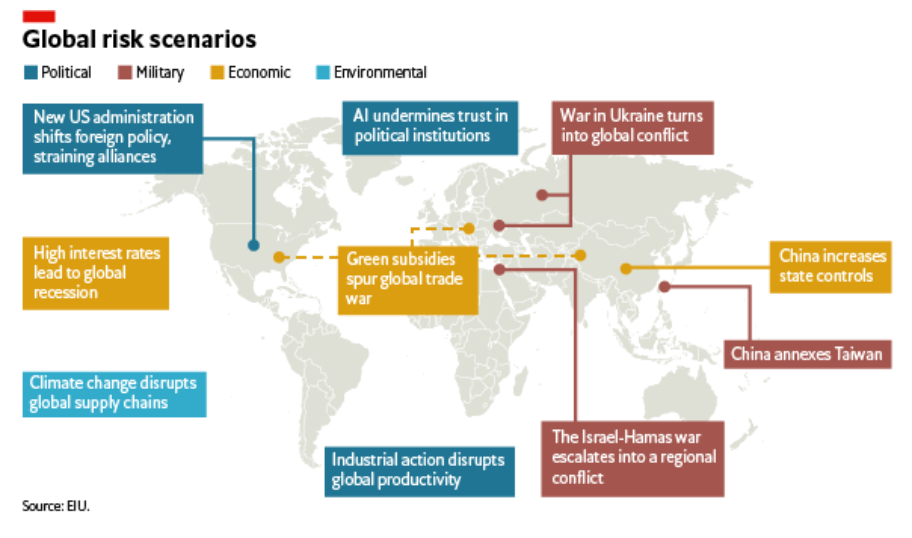 Global risk scenarios
Political Military Economic Environmental
New US administration
shifts foreign policy,
straining alliances
AI undermines trust in
political institutions
War in Ukraine turns
into global conflict
High interest rates
lead to global
recession
Green subsidies
spur global trade
war
China increases
state controls
China annexes Taiwan
Climate change disrupts
global supply chains
Industrial action disrupts
global productivity
The Israel-Hamas war
escalates into a regional
conflict
Source: EIU.